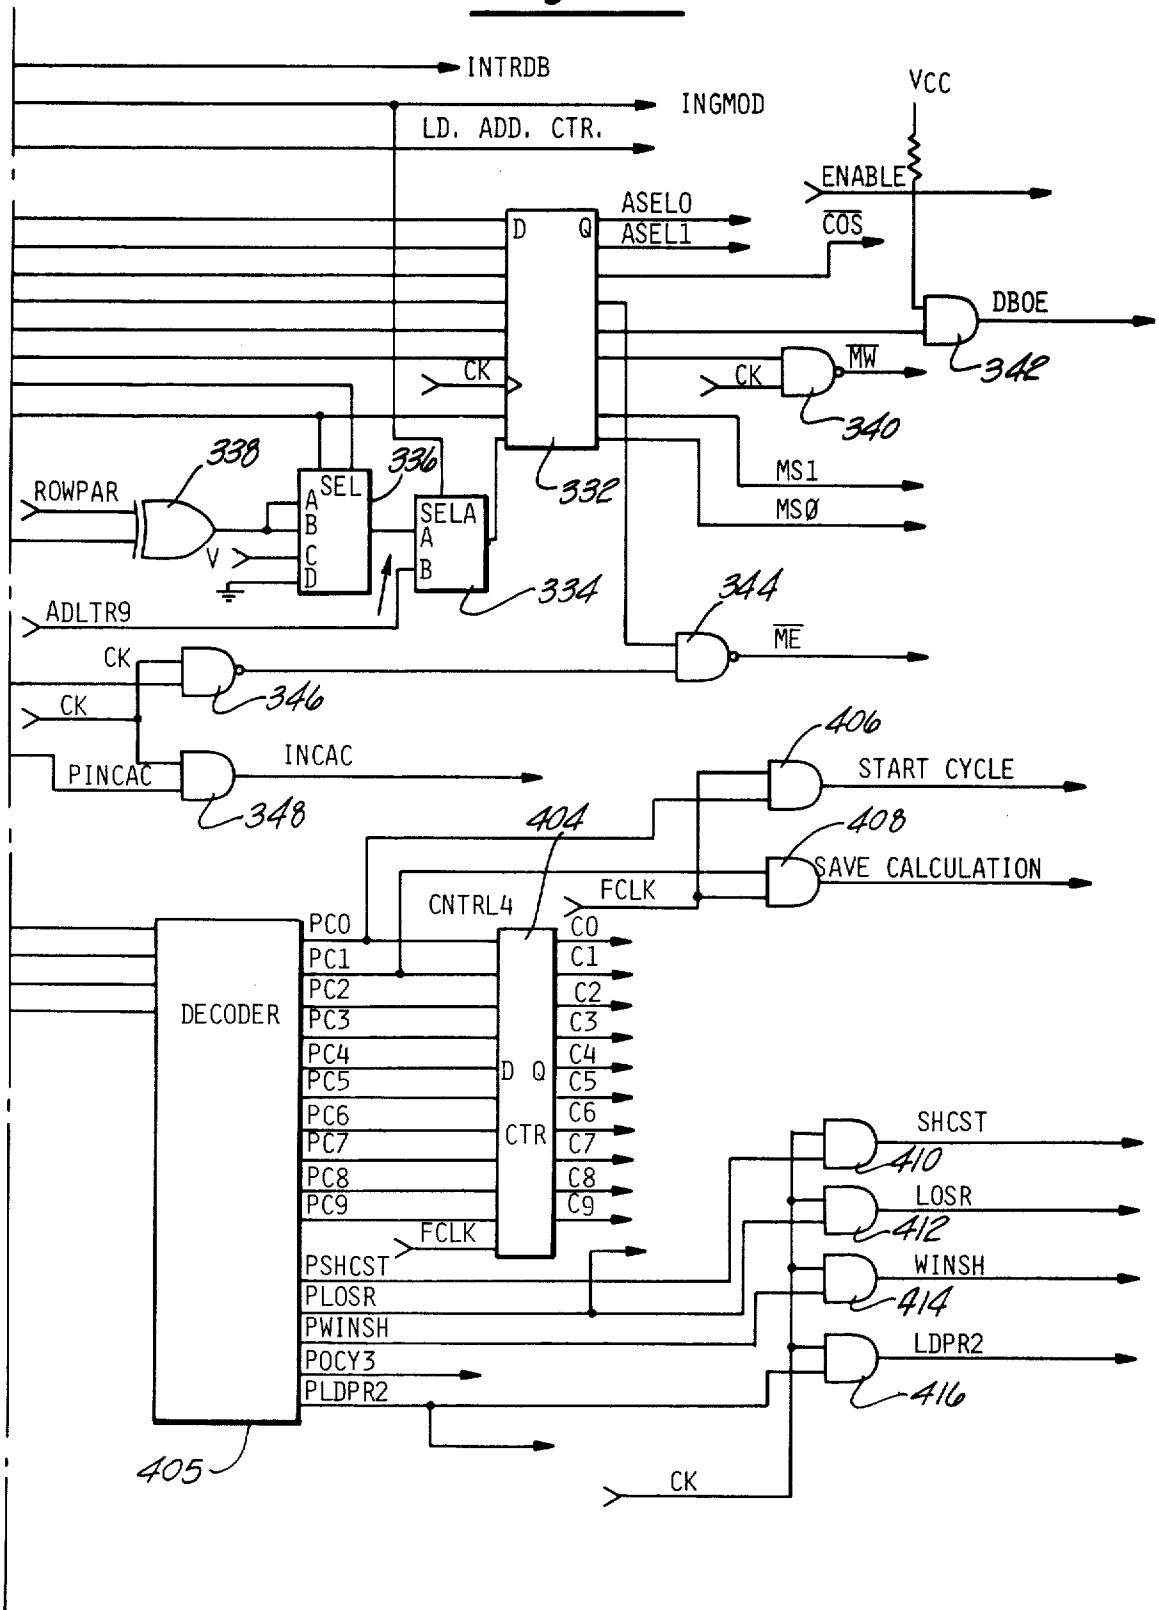 INTRDB
INGMOD
VCC
LD. ADD. CTR.
ENABLE
ASEL0
COS
D Q
ASEL1
DBOE
342
MW
CK
CK
340
338
336
332
MS1
ROWPAR
SEL
A
B
C
D
SELA
A
B
MSØ
V
334
344
ADLTR9
ME
CK
346
CK
406
INCAC
START CYCLE
PINCAC
348
404
408
SAVE CALCULATION
FCLK
CNTRL4
PC0
C0
PC1
C1
PC2
C2
DECODER
PC3
C3
PC4
C4
D Q
PC5
C5
PC6
C6
CTR
PC7
C7
PC8
C8
PC9
C9
FCLK
SHCST
410
LOSR
412
PSHCST
WINSH
PLOSR
414
PWINSH
LDPR2
POCY3
PLDPR2
416
405
CK